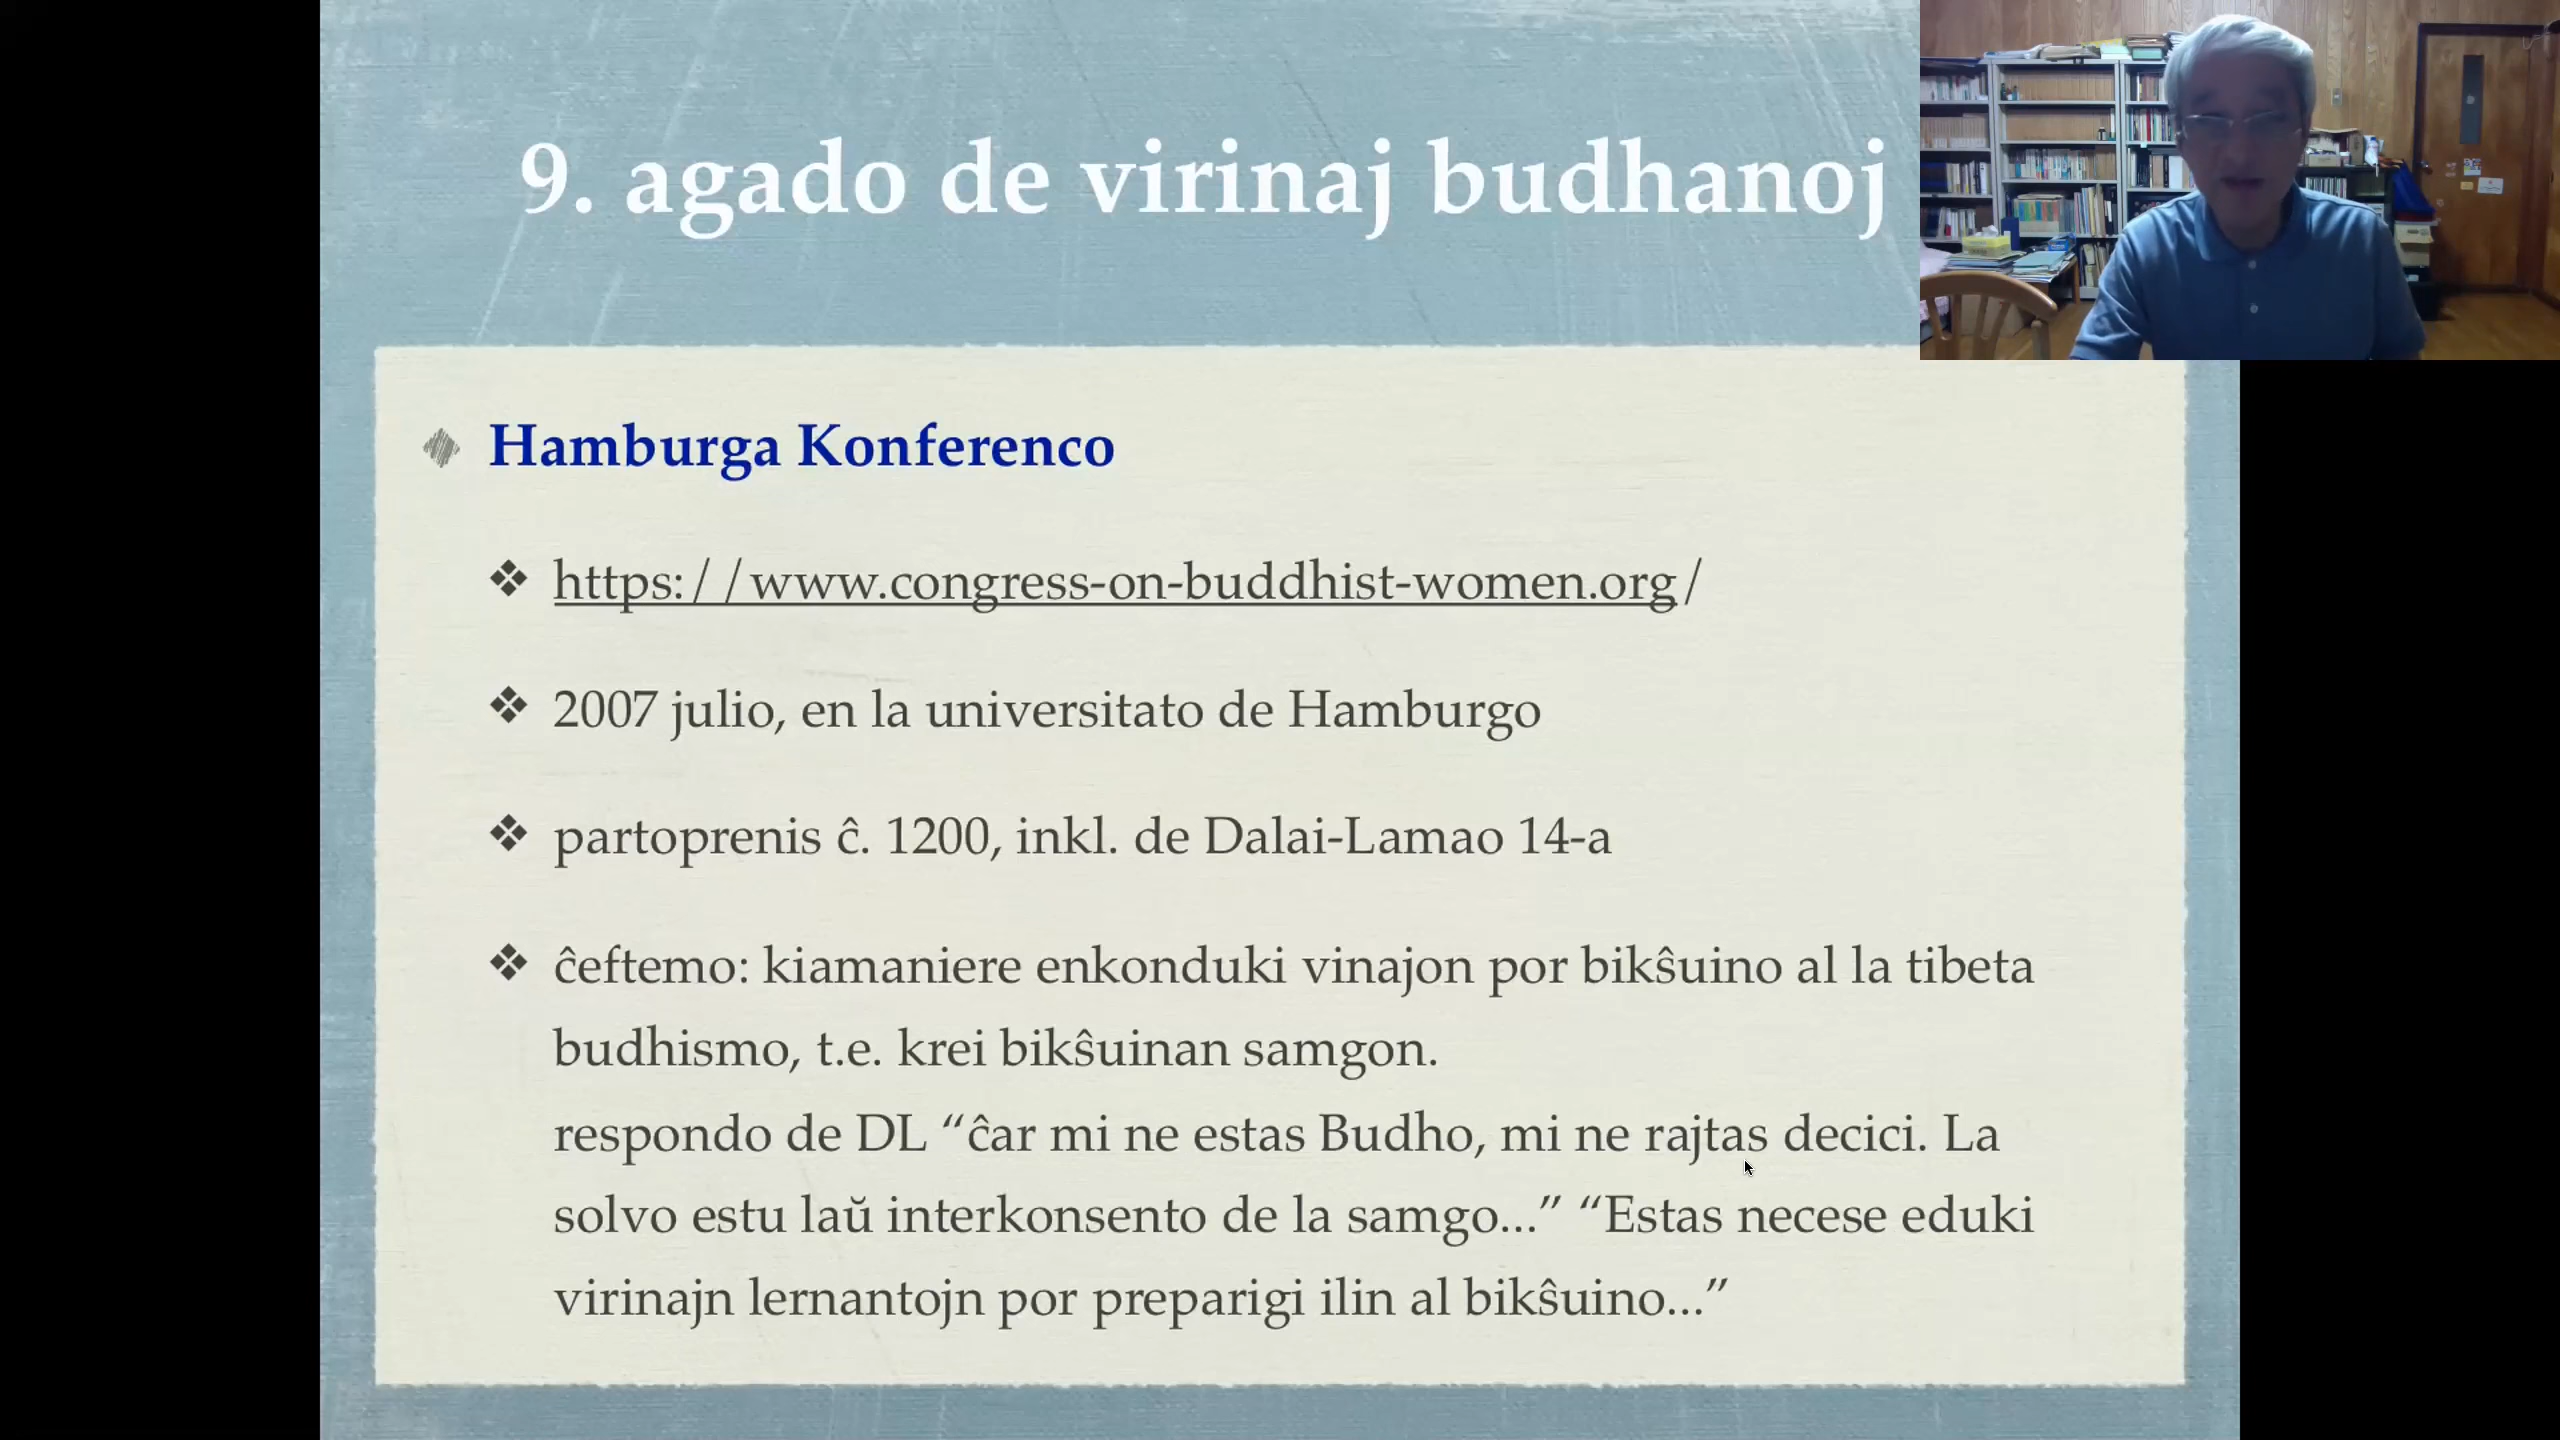 9. agado de virinaj budhanoj
Hamburga Konferenco
https://www.congress-on-buddhist-women.org/
2007 julio, en la universitato de Hamburgo
partoprenis ĉ. 1200, inkl. de Dalai-Lamao 14-a
ĉeftemo: kiamaniere enkonduki vinajon por bikŝuino al la tibeta
budhismo, t.e. krei bikŝuinan samgon.
respondo de DL “ĉar mi ne estas Budho, mi ne rajtas decici. La
solvo estu laŭ interkonsento de la samgo...” “Estas necese eduki
virinajn lernantojn por preparigi ilin al bikŝuino...”